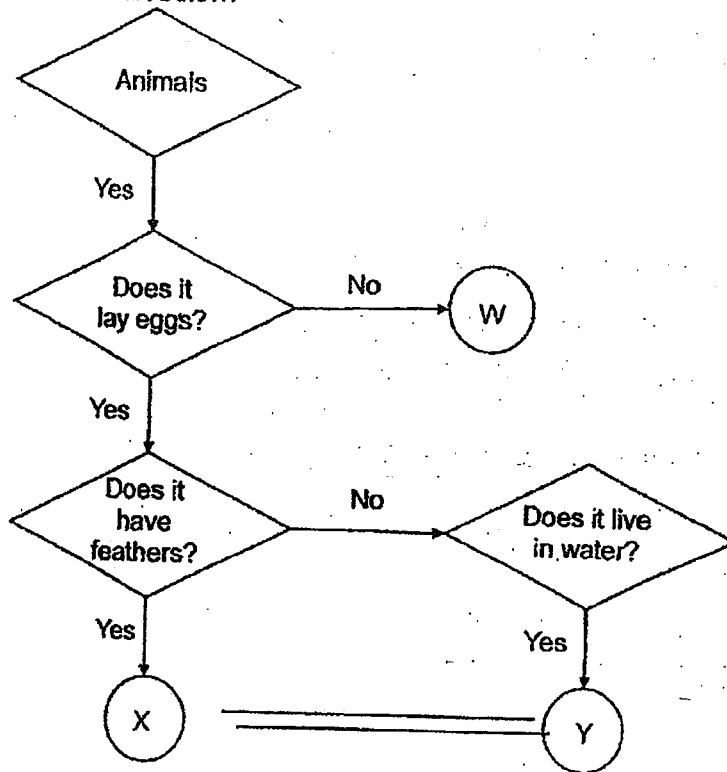 Animals
Yes
Does it
lay eggs?
No
W
Yes
Does it
have
feathers?
No
Does it live
in water?
Yes
Yes
X
Y